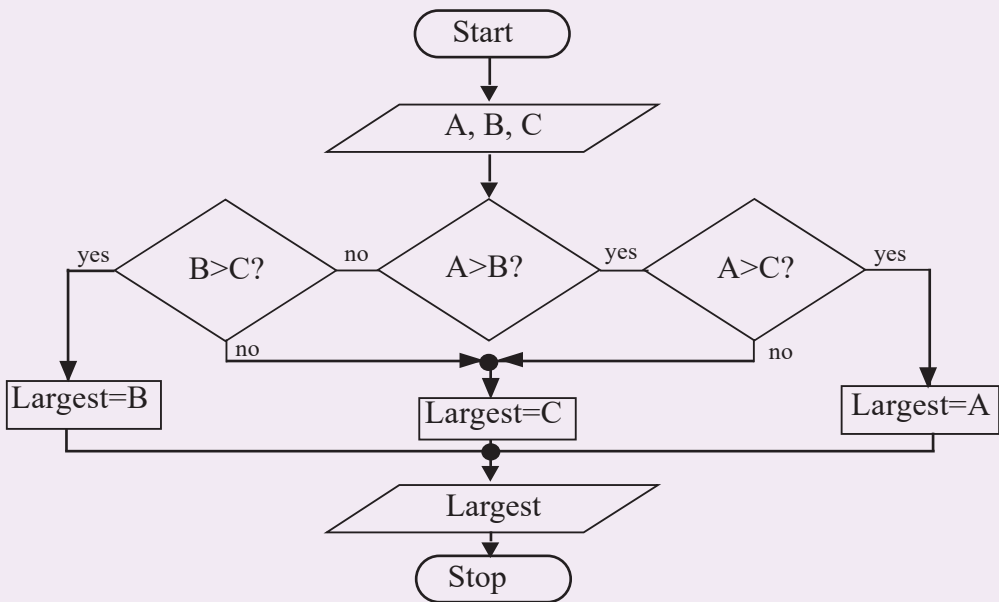 Start
A, B, C
yes
B>C?
no
A>B?
yes
A>C?
yes
no
no
Largest=B
Largest=C
Largest=A
Largest
Stop